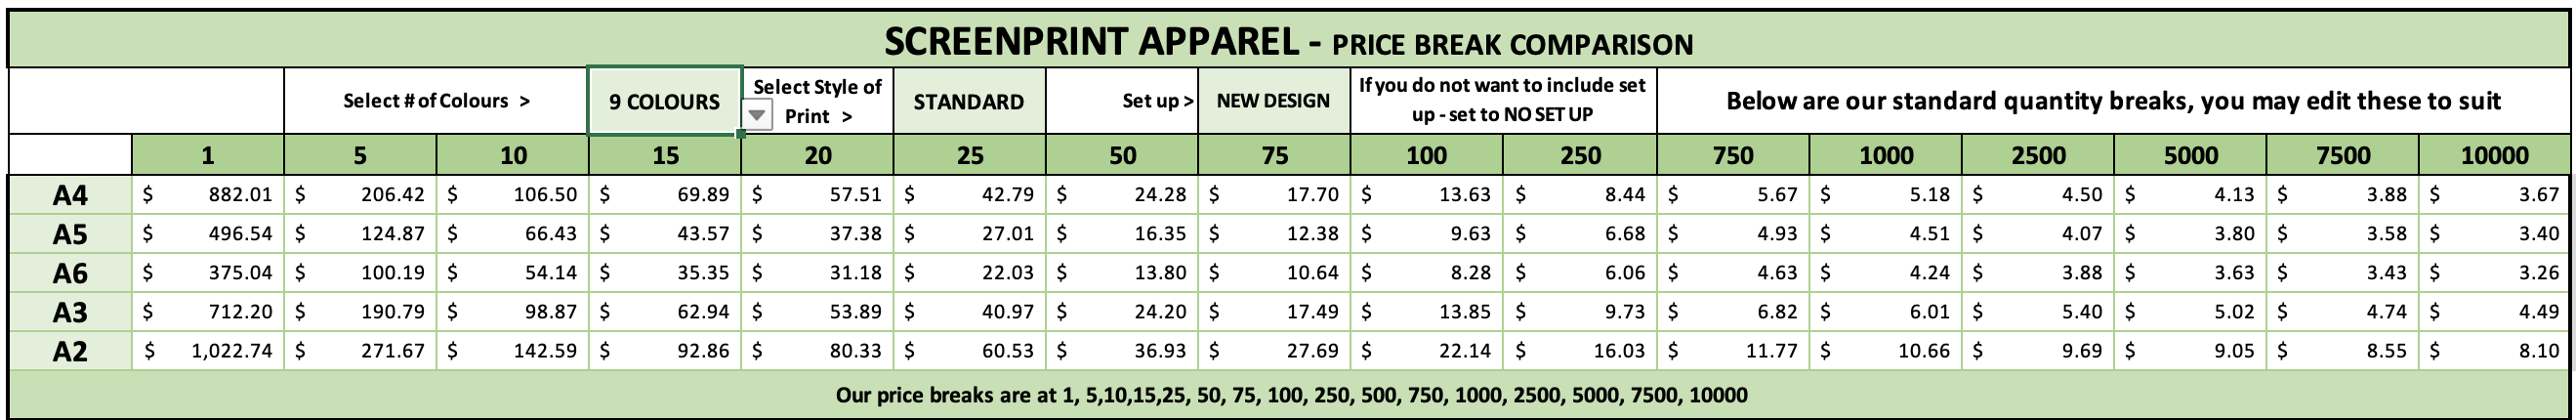 SCREENPRINT APPAREL - PRICE BREAK COMPARISON
Select # of Colours >
9 COLOURS
Select Style of
Print >
STANDARD
Set up >
NEW DESIGN
If you do not want to include set
up - set to NO SET UP
Below are our standard quantity breaks, you may edit these to suit
1 5 10 15 20 25 50 75 100 250 750 1000 2500 5000 7500 10000
A4 $ 882.01 $ 206.42 $ 106.50 $ 69.89 $ 57.51 $ 42.79 $ 24.28 $ 17.70 $ 13.63 $ 8.44 $ 5.67 $ 5.18 $ 4.50 $ 4.13 $ 3.88 $ 3.67
A5 $ 496.54 $ 124.87 $ 66.43 $ 43.57 $ 37.38 $ 27.01 $ 16.35 $ 12.38 $ 9.63 $ 6.68 $ 4.93 $ 4.51 $ 4.07 $ 3.80 $ 3.58 $ 3.40
A6 $ 375.04 $ 100.19 $ 54.14 $ 35.35 $ 31.18 $ 22.03 $ 13.80 $ 10.64 $ 8.28 $ 6.06 $ 4.63 $ 4.24 $ 3.88 $ 3.63 $ 3.43 $ 3.26
A3 $ 712.20 $ 190.79 $ 98.87 $ 62.94 $ 53.89 $ 40.97 $ 24.20 $ 17.49 $ 13.85 $ 9.73 $ 6.82 $ 6.01 $ 5.40 $ 5.02 $ 4.74 $ 4.49
A2 $ 1,022.74 $ 271.67 $ 142.59 $ 92.86 $ 80.33 $ 60.53 $ 36.93 $ 27.69 $ 22.14 $ 16.03 $ 11.77 $ 10.66 $ 9.69 $ 9.05 $ 8.55 $ 8.10
Our price breaks are at 1, 5,10,15,25, 50, 75, 100, 250, 500, 750, 1000, 2500, 5000, 7500, 10000